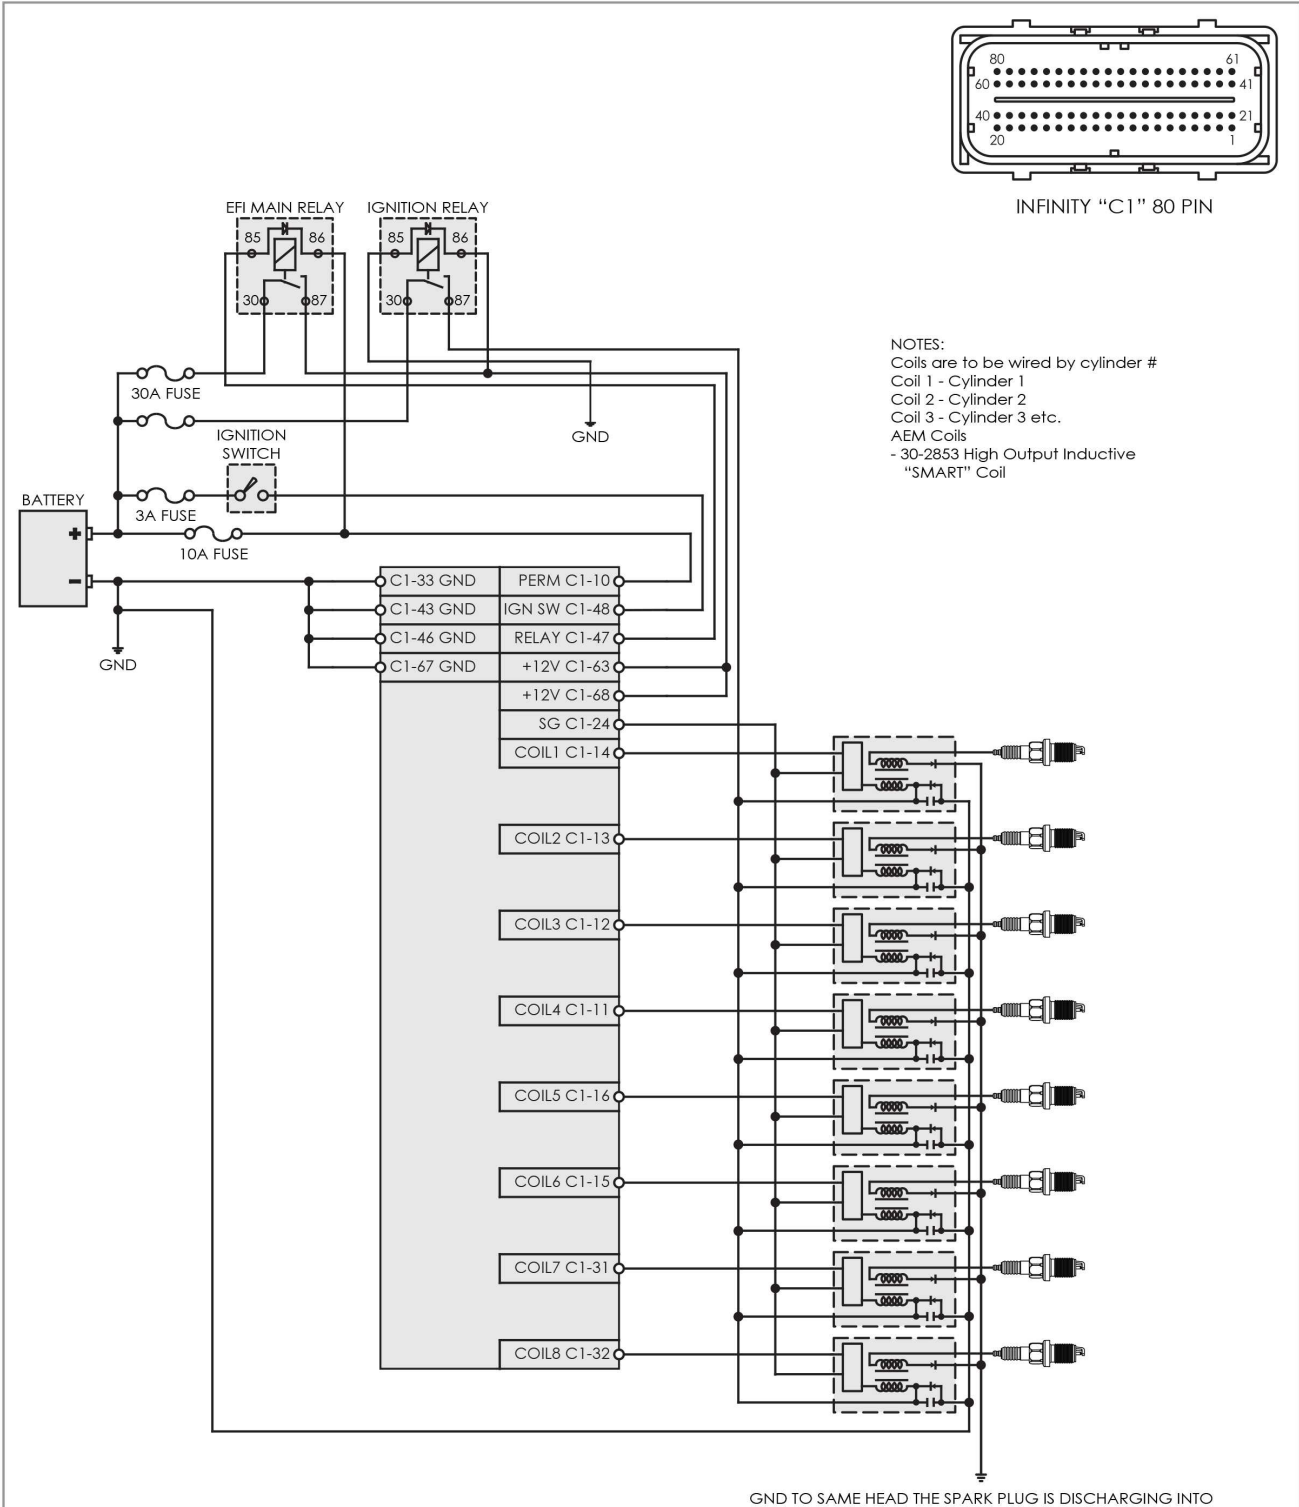 80 61
60 41
40 21
20 1
INFINITY “C1” 80 PIN
EFI MAIN RELAY IGNITION RELAY
85 86 85 86
30 87 30 87
NOTES:
Coils are to be wired by cylinder #
Coil 1 - Cylinder 1
Coil 2 - Cylinder 2
Coil 3 - Cylinder 3 etc.
AEM Coils
- 30-2853 High Output Inductive
“SMART” Coil
30A FUSE
GND
IGNITION
SWITCH
BATTERY
3A FUSE
+
10A FUSE
-
GND
C1-33 GND PERM C1-10
C1-43 GND IGN SW C1-48
C1-46 GND RELAY C1-47
C1-67 GND +12V C1-63
+12V C1-68
SG C1-24
COIL1 C1-14
COIL2 C1-13
COIL3 C1-12
COIL4 C1-11
COIL5 C1-16
COIL6 C1-15
COIL7 C1-31
COIL8 C1-32
GND TO SAME HEAD THE SPARK PLUG IS DISCHARGING INTO